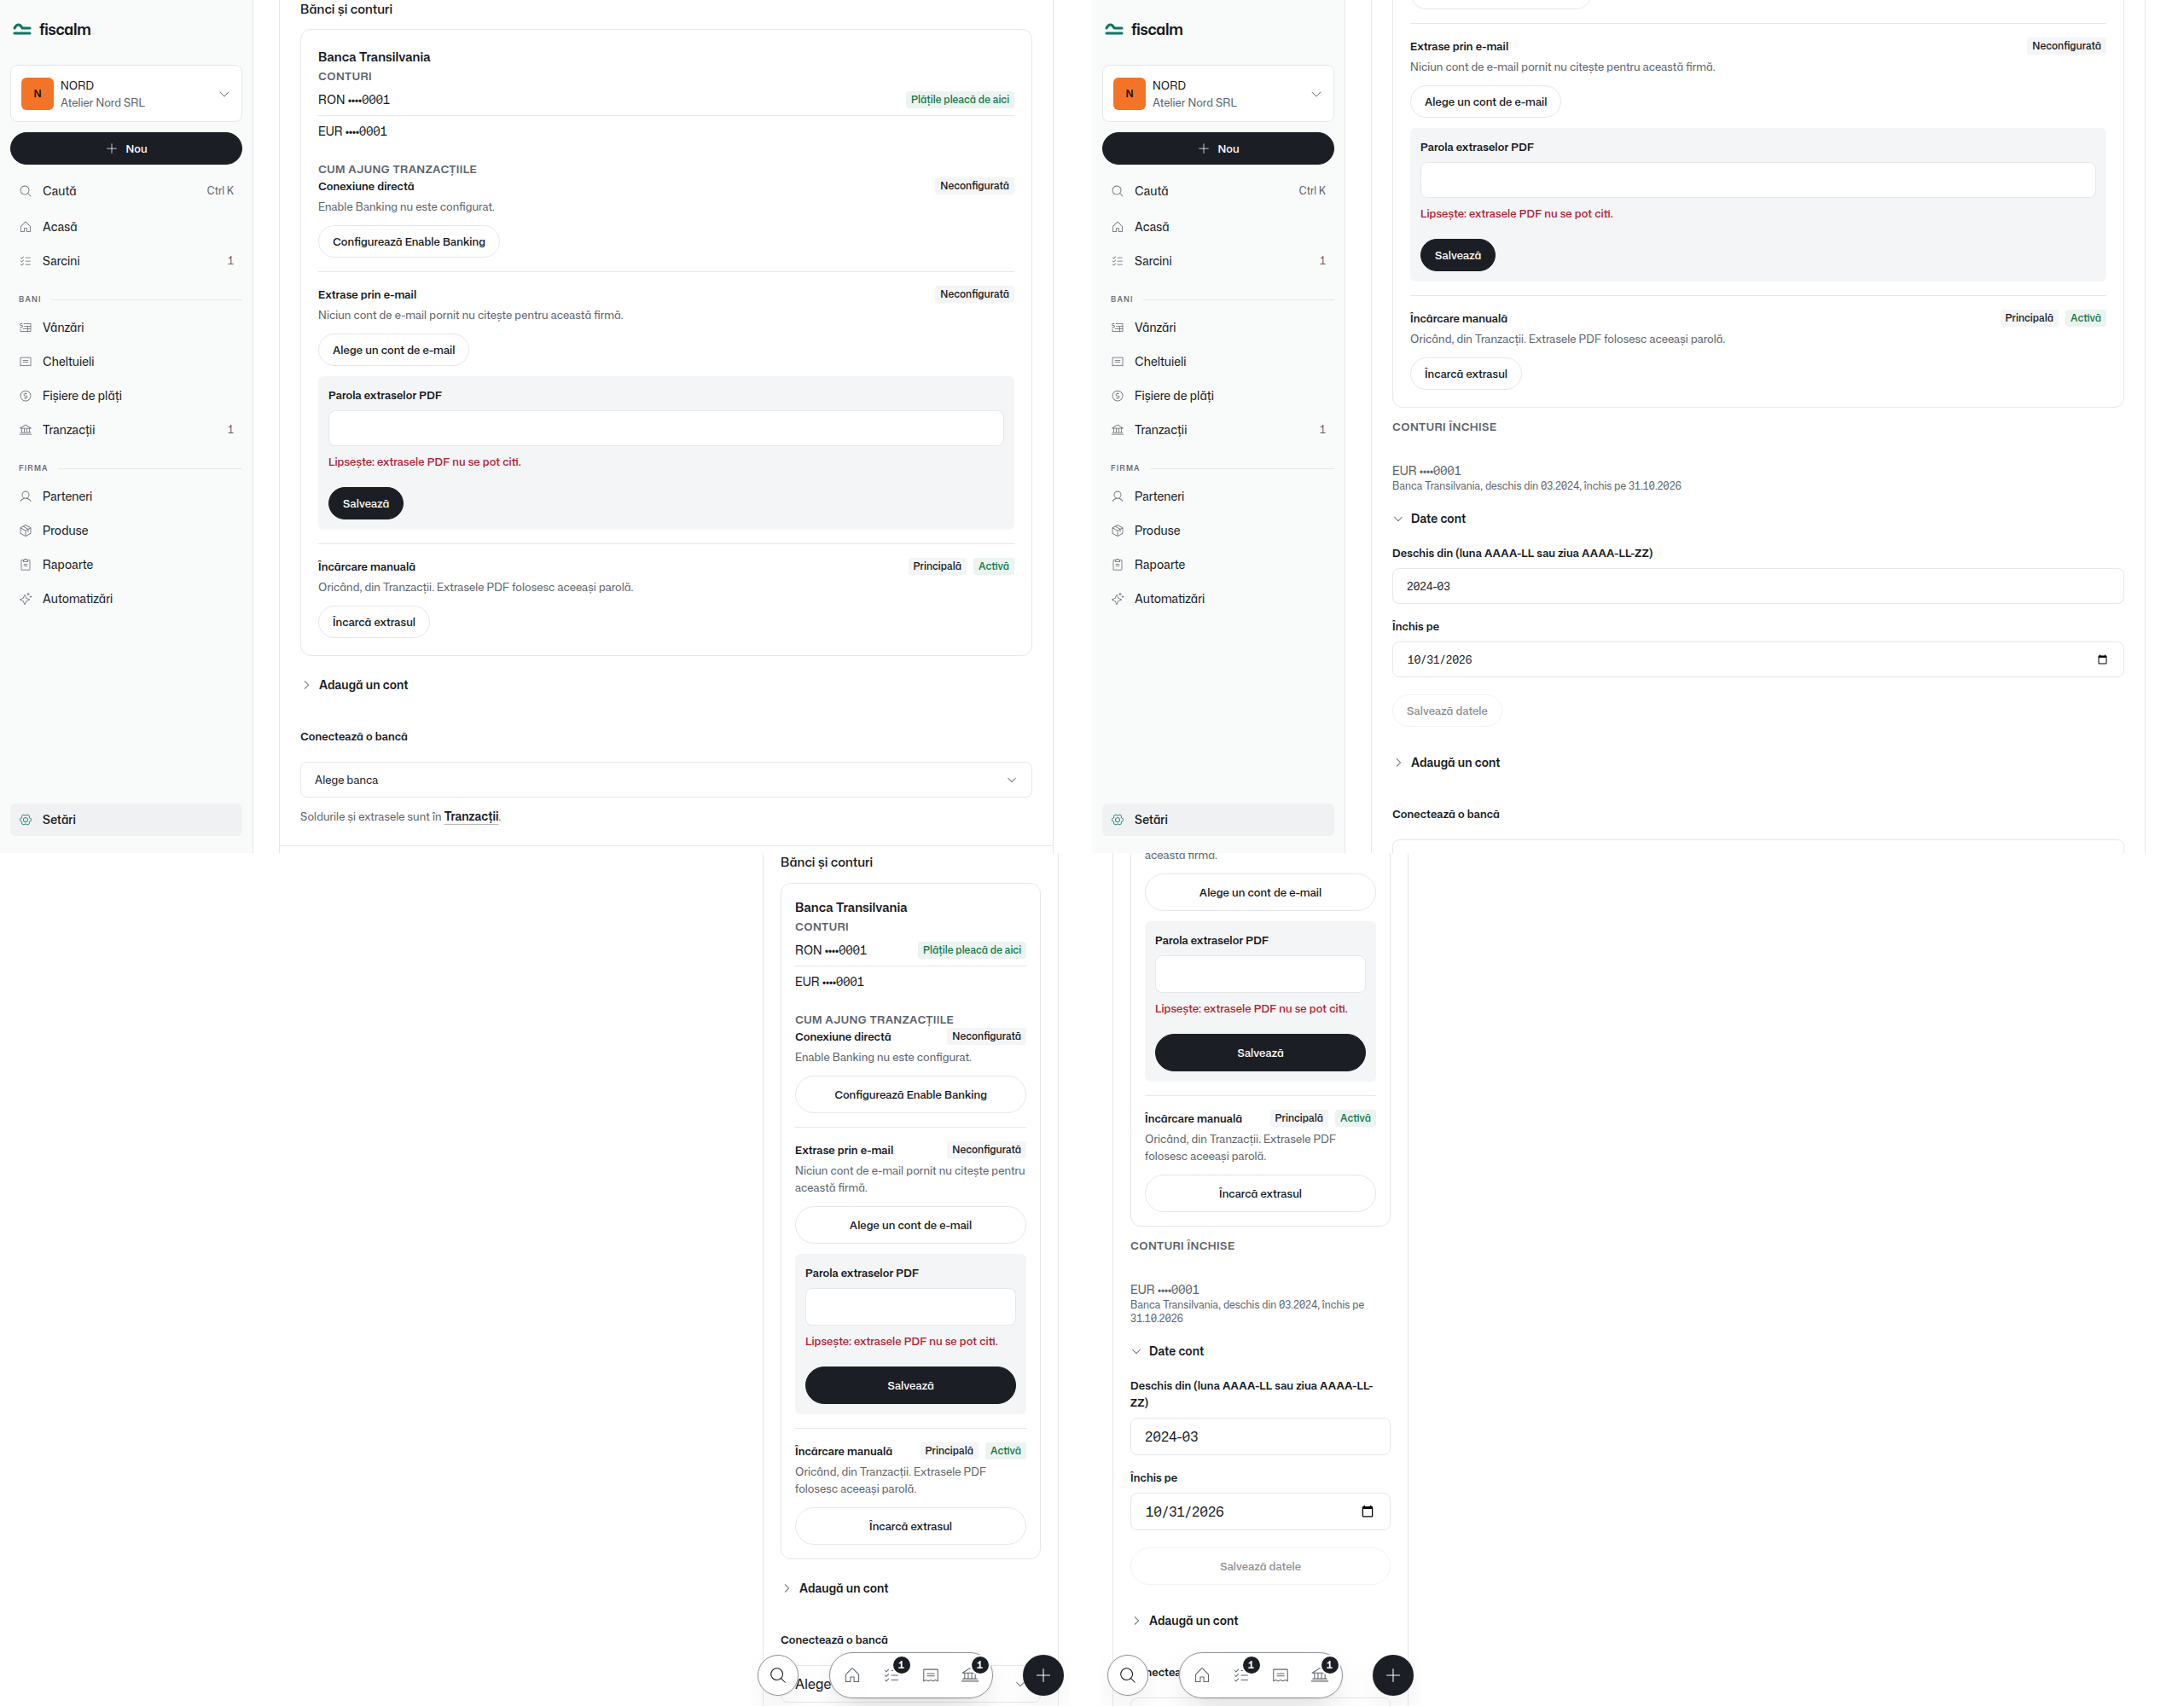 fiscalm
N
NORD
Atelier Nord SRL
Nou
Caută
Ctrl K
Acasă
Sarcini
1
BANI
Vânzări
Cheltuieli
Fișiere de plăți
Tranzacții
1
FIRMA
Parteneri
Produse
Rapoarte
Automatizări
Setări
Bănci și conturi
Banca Transilvania
CONTURI
RON ••••0001
Plățile pleacă de aici
EUR ••••0001
CUM AJUNG TRANZACȚIILE
Conexiune directă
Neconfigurată
Enable Banking nu este configurat.
Configurează Enable Banking
Extrase prin e-mail
Neconfigurată
Niciun cont de e-mail pornit nu citește pentru această firmă.
Alege un cont de e-mail
Parola extraselor PDF
Lipsește: extrasele PDF nu se pot citi.
Salvează
Încărcare manuală
Principală
Activă
Oricând, din Tranzacții. Extrasele PDF folosesc aceeași parolă.
Încarcă extrasul
Adaugă un cont
Conectează o bancă
Alege banca
Soldurile și extrasele sunt în Tranzacții.
fiscalm
N
NORD
Atelier Nord SRL
Nou
Caută
Ctrl K
Acasă
Sarcini
1
BANI
Vânzări
Cheltuieli
Fișiere de plăți
Tranzacții
1
FIRMA
Parteneri
Produse
Rapoarte
Automatizări
Setări
Extrase prin e-mail
Neconfigurată
Niciun cont de e-mail pornit nu citește pentru această firmă.
Alege un cont de e-mail
Parola extraselor PDF
Lipsește: extrasele PDF nu se pot citi.
Salvează
Încărcare manuală
Principală
Activă
Oricând, din Tranzacții. Extrasele PDF folosesc aceeași parolă.
Încarcă extrasul
CONTURI ÎNCHISE
EUR ••••0001
Banca Transilvania, deschis din 03.2024, închis pe 31.10.2026
Date cont
Deschis din (luna AAAA-LL sau ziua AAAA-LL-ZZ)
2024-03
Închis pe
10/31/2026
Salvează datele
Adaugă un cont
Conectează o bancă
Bănci și conturi
Banca Transilvania
CONTURI
RON ••••0001
Plățile pleacă de aici
EUR ••••0001
CUM AJUNG TRANZACȚIILE
Conexiune directă
Neconfigurată
Enable Banking nu este configurat.
Configurează Enable Banking
Extrase prin e-mail
Neconfigurată
Niciun cont de e-mail pornit nu citește pentru
această firmă.
Alege un cont de e-mail
Parola extraselor PDF
Lipsește: extrasele PDF nu se pot citi.
Salvează
Încărcare manuală
Principală
Activă
Oricând, din Tranzacții. Extrasele PDF
folosesc aceeași parolă.
Încarcă extrasul
Adaugă un cont
Conectează o bancă
Alege
1
1
această firmă.
Alege un cont de e-mail
Parola extraselor PDF
Lipsește: extrasele PDF nu se pot citi.
Salvează
Încărcare manuală
Principală
Activă
Oricând, din Tranzacții. Extrasele PDF
folosesc aceeași parolă.
Încarcă extrasul
CONTURI ÎNCHISE
EUR ••••0001
Banca Transilvania, deschis din 03.2024, închis pe
31.10.2026
Date cont
Deschis din (luna AAAA-LL sau ziua AAAA-LL-
ZZ)
2024-03
Închis pe
10/31/2026
Salvează datele
Adaugă un cont
1
1